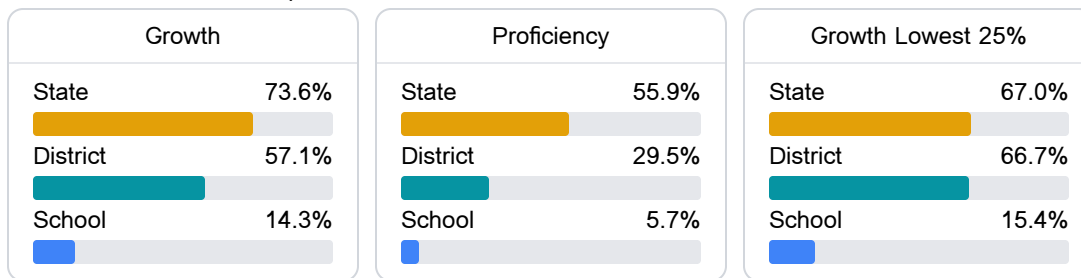 Growth
State 73.6%
District 57.1%
School 14.3%
Proficiency
State 55.9%
District 29.5%
School 5.7%
Growth Lowest 25%
State 67.0%
District 66.7%
School 15.4%